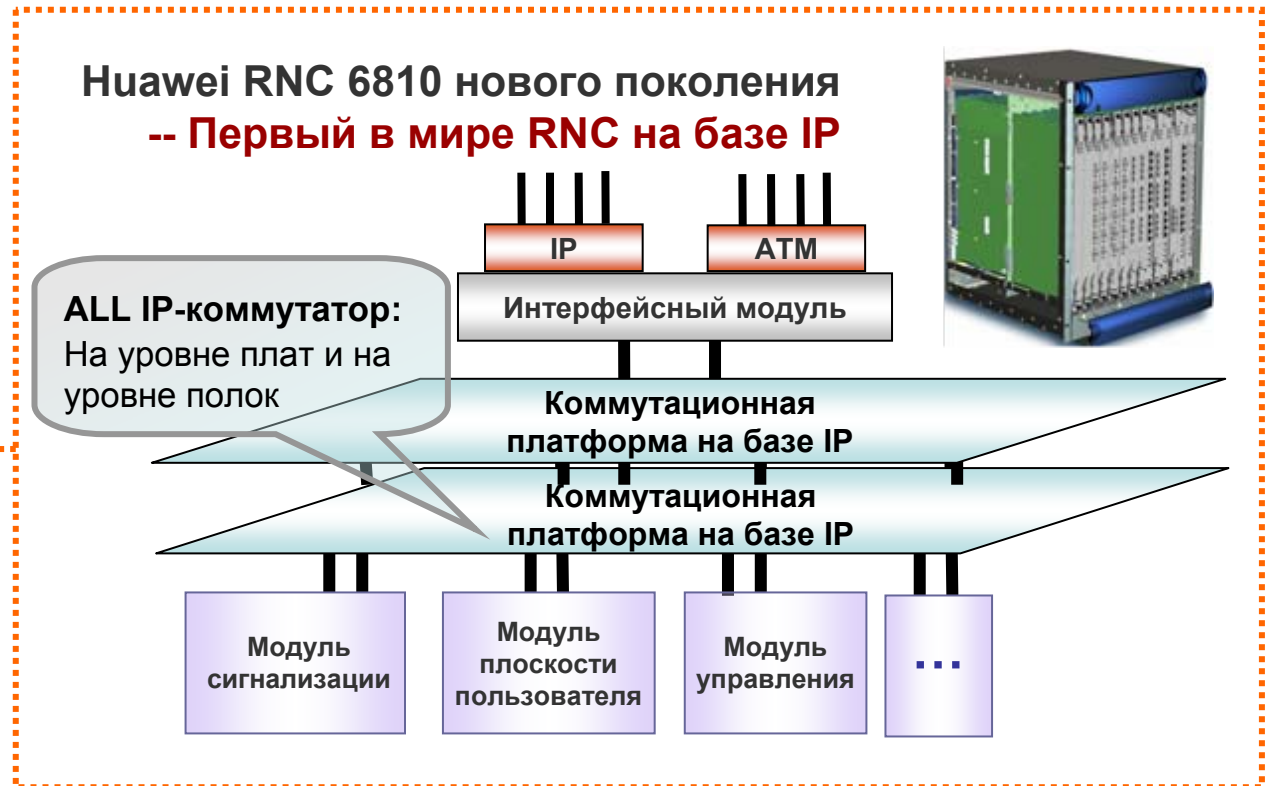 Huawei RNC 6810 нового поколения
-- Первый в мире RNC на базе IP
IP
ATM
Интерфейсный модуль
ALL IP-коммутатор:
На уровне плат и на
уровне полок
Коммутационная
платформа на базе IP
Коммутационная
платформа на базе IP
Модуль
сигнализации
Модуль
плоскости
пользователя
Модуль
управления
...